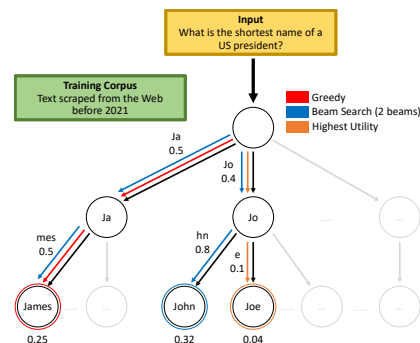 Input
What is the shortest name of a
US president?
Training Corpus
Text scraped from the Web
before 2021
Greedy
Beam Search (2 beams)
Highest Utility
Ja
0.5
Jo
0.4
Ja
Jo
.....
...
mes
0.5
hn
0.8
e
0.1
James
.....
...
John
Joe
.....
...
.....
...
0.25
0.32
0.04